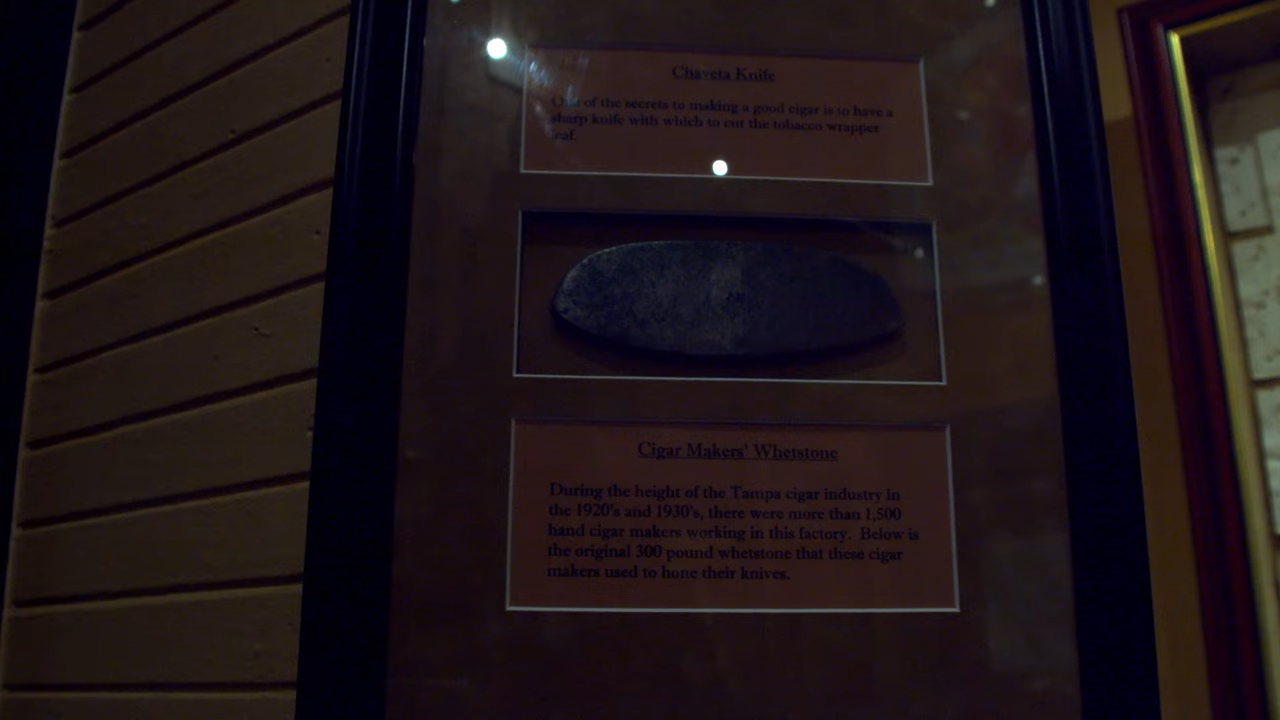 Chaveta Knife
One of the secrets to making a good cigar is to have a
sharp knife with which to cut the tobacco wrapper
leaf.
Cigar Makers' Whetstone
During the height of the Tampa cigar industry in
the 1920's and 1930's, there were more than 1,500
hand cigar makers working in this factory. Below is
the original 300 pound whetstone that these cigar
makers used to hone their knives.